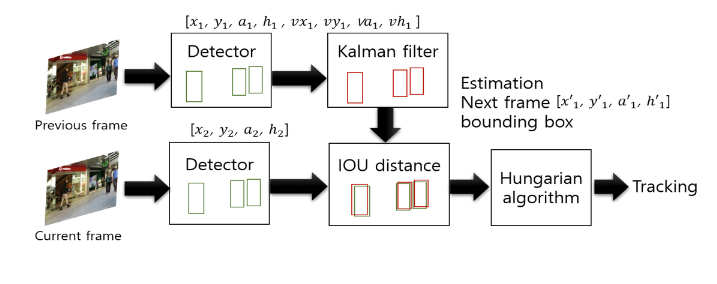 [x₁, y₁, a₁, h₁ , vx₁, vy₁, va₁, vh₁ ]
Detector
Kalman filter
Previous frame
Estimation
Next frame [x'₁, y'₁, a'₁, h'₁]
bounding box
[x₂, y₂, a₂, h₂]
Detector
IOU distance
Hungarian
algorithm
Tracking
Current frame